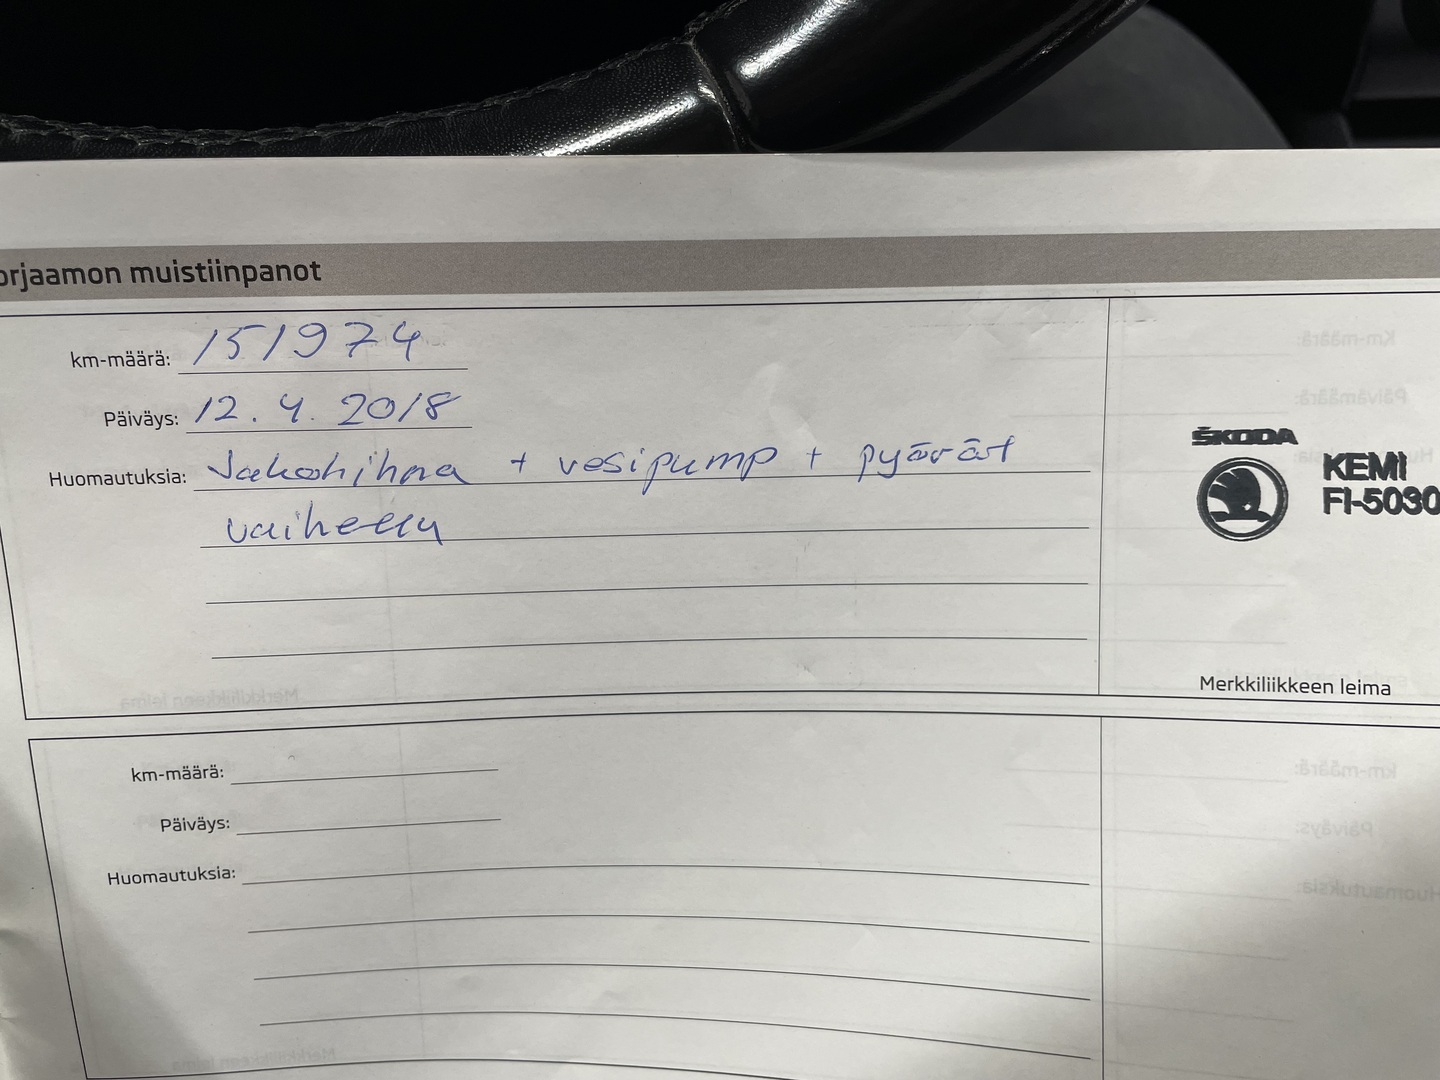 orjaamon muistiinpanot
km-määrä: 151974
Päiväys: 12.4.2018
Huomautuksia: Jakohihna + vesipump + pyärät
vaihettu
ŠKODA
KEMI
FI-5030
Merkkiliikkeen leima
km-määrä:
Päiväys:
Huomautuksia: